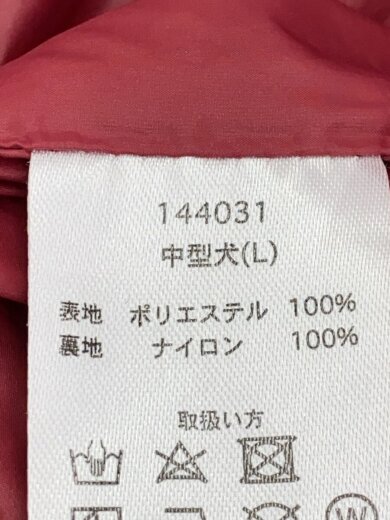 144031
中型犬(L)
表地 ポリエステル 100%
裏地 ナイロン 100%
取扱い方
W